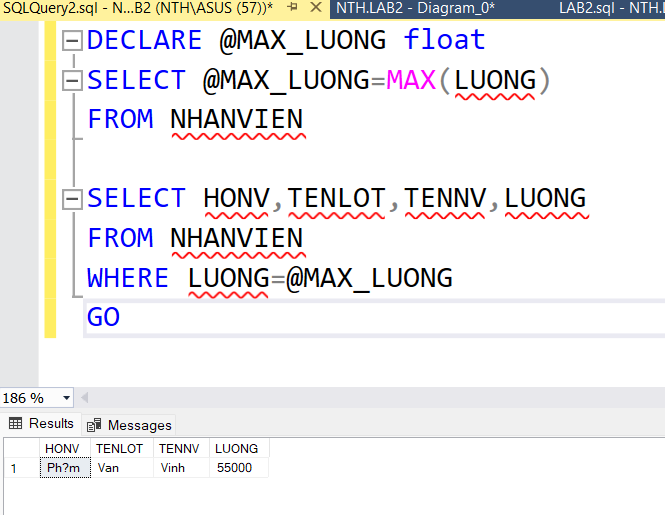 SQLQuery2.sql - N...B2 (NTH\ASUS (57))* NTH.LAB2 - Diagram_0* LAB2.sql - NTH.L
DECLARE @MAX_LUONG float
SELECT @MAX_LUONG=MAX(LUONG)
FROM NHANVIEN
SELECT HONV,TENLOT,TENNV,LUONG
FROM NHANVIEN
WHERE LUONG=@MAX_LUONG
GO
186 %
Results Messages
HONV TENLOT TENNV LUONG
1 Ph?m Van Vinh 55000